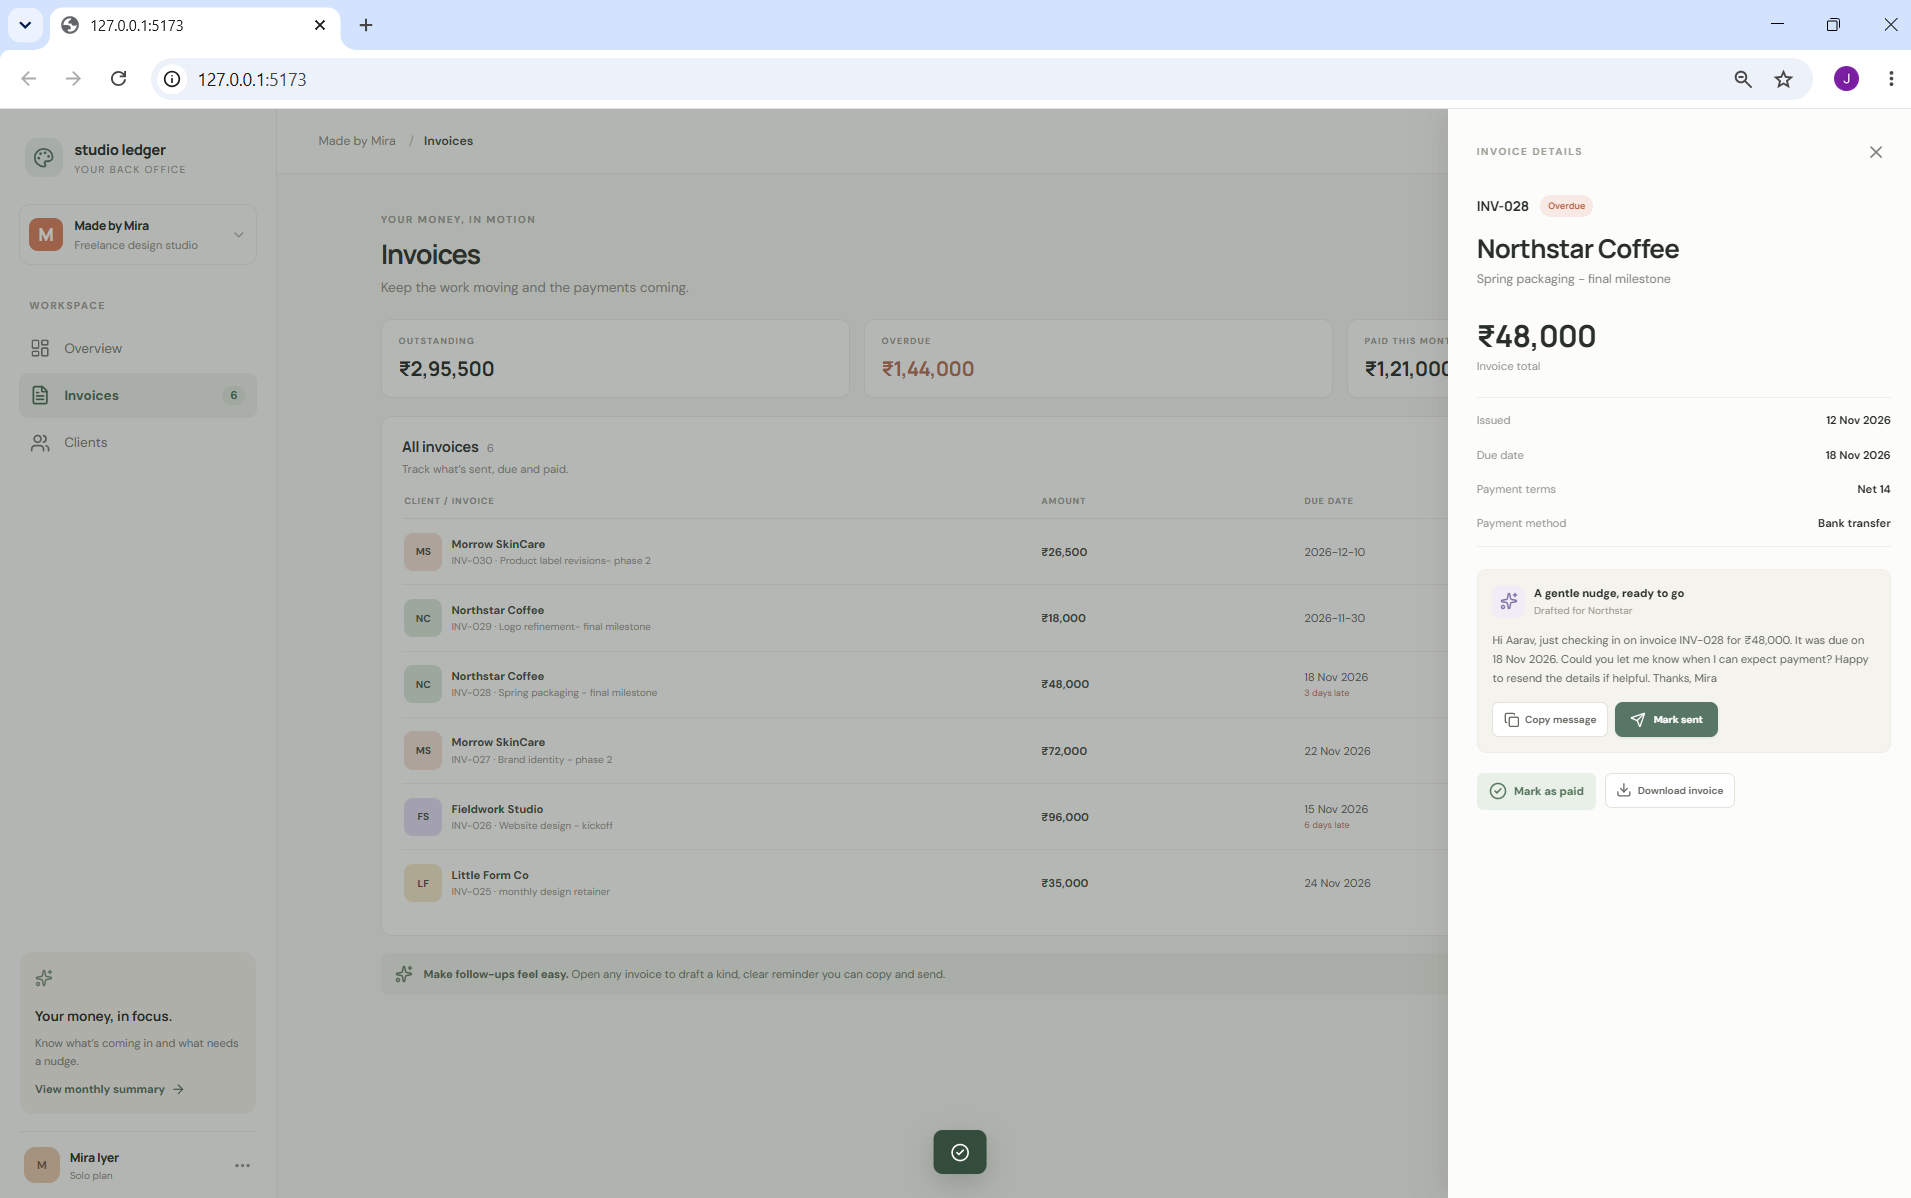 127.0.0.1:5173
127.0.0.1:5173
J
studio ledger
YOUR BACK OFFICE
M
Made by Mira
Freelance design studio
WORKSPACE
Overview
Invoices 6
Clients
Your money, in focus.
Know what's coming in and what needs
a nudge.
View monthly summary
M
Mira Iyer
Solo plan
Made by Mira / Invoices
YOUR MONEY, IN MOTION
Invoices
Keep the work moving and the payments coming.
OUTSTANDING
₹2,95,500
OVERDUE
₹1,44,000
PAID THIS MONT
₹1,21,000
All invoices 6
Track what's sent, due and paid.
CLIENT / INVOICE AMOUNT DUE DATE
MS
Morrow SkinCare
INV-030 · Product label revisions- phase 2
₹26,500
2026-12-10
NC
Northstar Coffee
INV-029 · Logo refinement- final milestone
₹18,000
2026-11-30
NC
Northstar Coffee
INV-028 · Spring packaging - final milestone
₹48,000
18 Nov 2026
3 days late
MS
Morrow SkinCare
INV-027 · Brand identity - phase 2
₹72,000
22 Nov 2026
FS
Fieldwork Studio
INV-026 · Website design - kickoff
₹96,000
15 Nov 2026
6 days late
LF
Little Form Co
INV-025 · monthly design retainer
₹35,000
24 Nov 2026
Make follow-ups feel easy. Open any invoice to draft a kind, clear reminder you can copy and send.
INVOICE DETAILS
INV-028 Overdue
Northstar Coffee
Spring packaging - final milestone
₹48,000
Invoice total
Issued 12 Nov 2026
Due date 18 Nov 2026
Payment terms Net 14
Payment method Bank transfer
A gentle nudge, ready to go
Drafted for Northstar
Hi Aarav, just checking in on invoice INV-028 for ₹48,000. It was due on
18 Nov 2026. Could you let me know when I can expect payment? Happy
to resend the details if helpful. Thanks, Mira
Copy message Mark sent
Mark as paid Download invoice